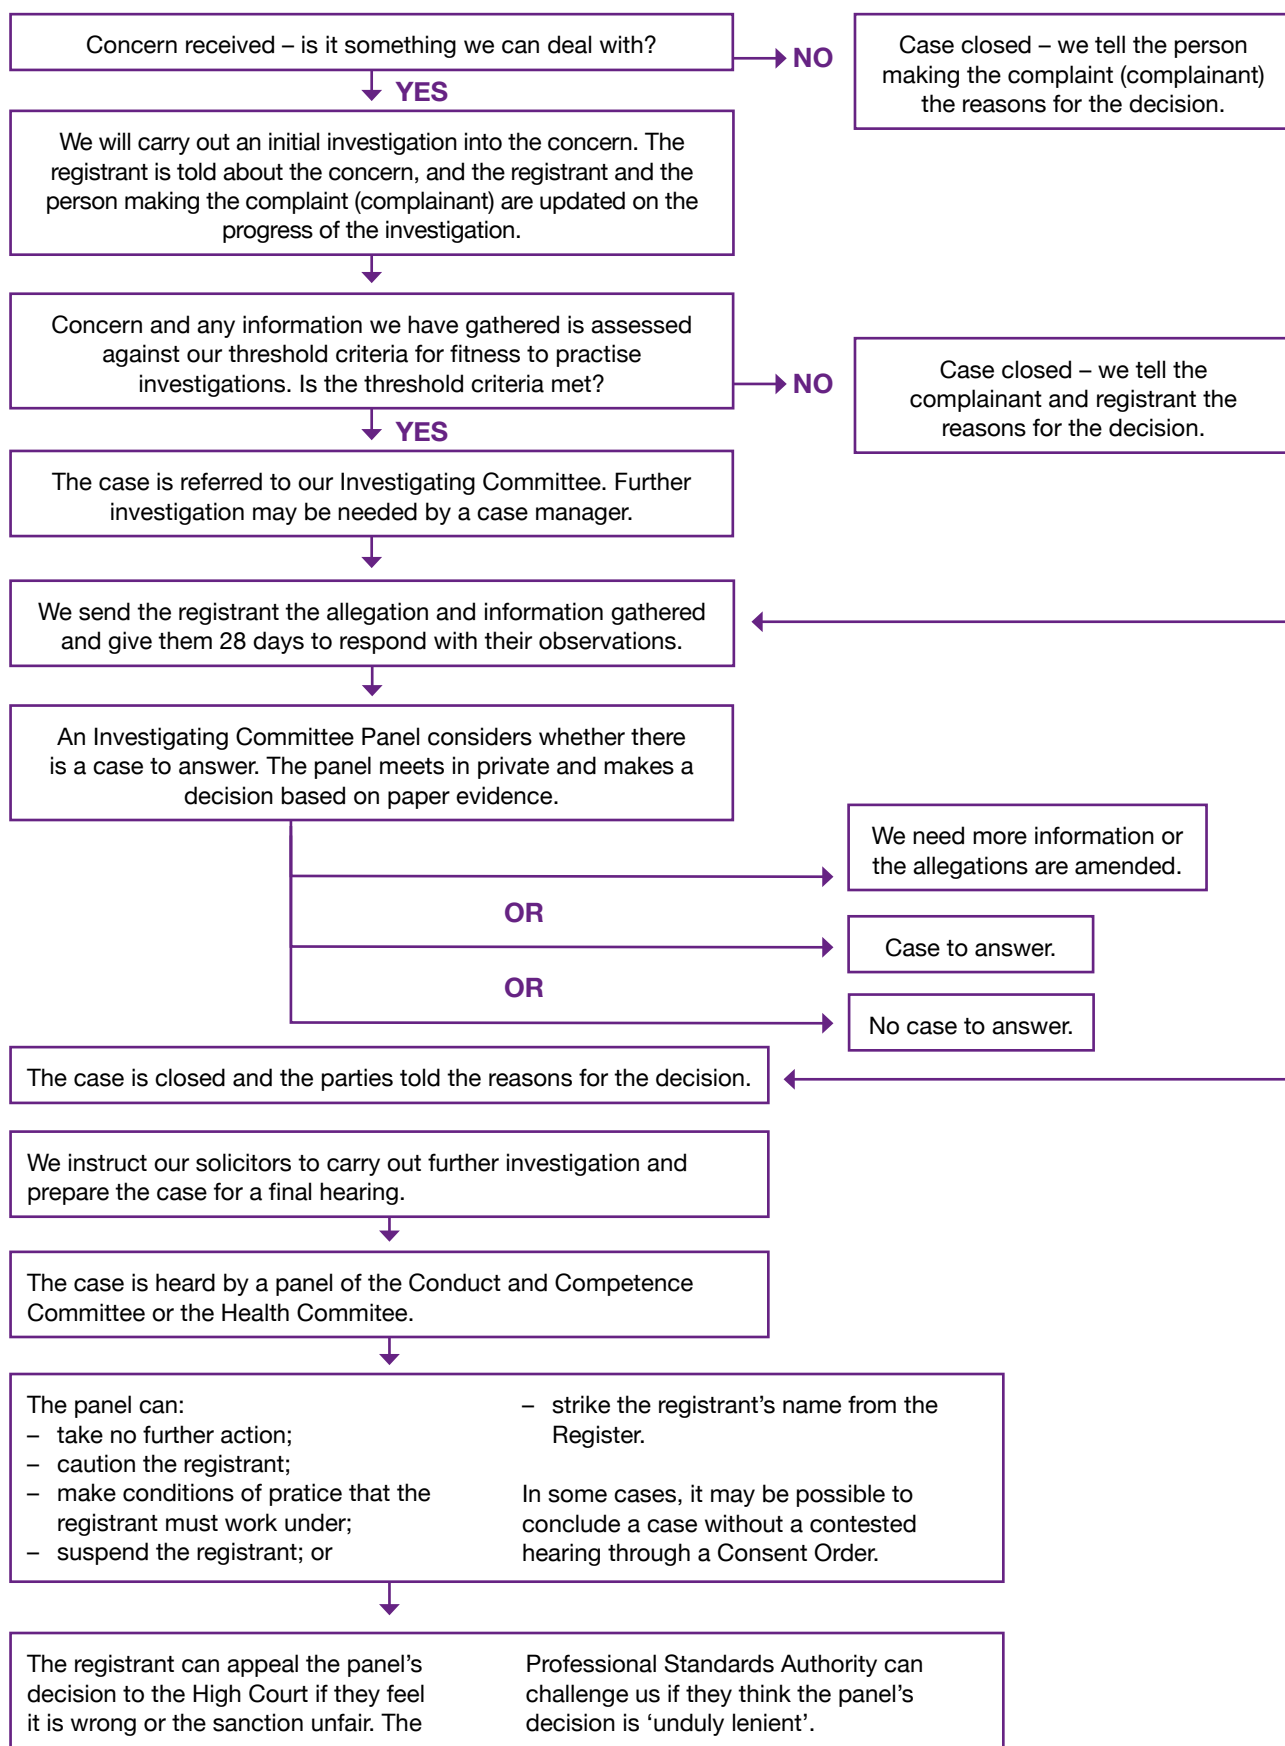 Concern received – is it something we can deal with?
NO
Case closed – we tell the person
making the complaint (complainant)
the reasons for the decision.
YES
We will carry out an initial investigation into the concern. The
registrant is told about the concern, and the registrant and the
person making the complaint (complainant) are updated on the
progress of the investigation.
Concern and any information we have gathered is assessed
against our threshold criteria for fitness to practise
investigations. Is the threshold criteria met?
NO
Case closed – we tell the
complainant and registrant the
reasons for the decision.
YES
The case is referred to our Investigating Committee. Further
investigation may be needed by a case manager.
We send the registrant the allegation and information gathered
and give them 28 days to respond with their observations.
An Investigating Committee Panel considers whether there
is a case to answer. The panel meets in private and makes a
decision based on paper evidence.
We need more information or
the allegations are amended.
OR
Case to answer.
OR
No case to answer.
The case is closed and the parties told the reasons for the decision.
We instruct our solicitors to carry out further investigation and
prepare the case for a final hearing.
The case is heard by a panel of the Conduct and Competence
Committee or the Health Commitee.
The panel can:
– take no further action;
– caution the registrant;
– make conditions of pratice that the
registrant must work under;
– suspend the registrant; or
– strike the registrant’s name from the
Register.
In some cases, it may be possible to
conclude a case without a contested
hearing through a Consent Order.
The registrant can appeal the panel’s
decision to the High Court if they feel
it is wrong or the sanction unfair. The
Professional Standards Authority can
challenge us if they think the panel’s
decision is ‘unduly lenient’.